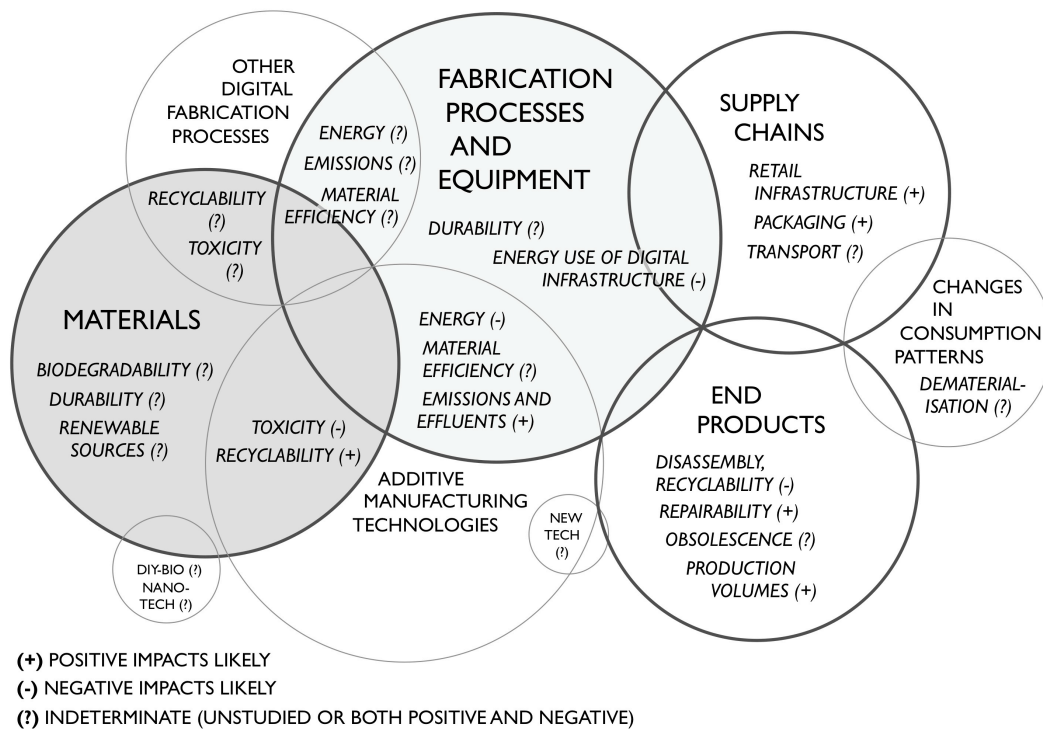 OTHER
DIGITAL
FABRICATION
PROCESSES
ENERGY (?)
EMISSIONS (?)
MATERIAL
EFFICIENCY (?)
FABRICATION
PROCESSES
AND
EQUIPMENT
DURABILITY (?)
ENERGY USE OF DIGITAL
INFRASTRUCTURE (-)
SUPPLY
CHAINS
RETAIL
INFRASTRUCTURE (+)
PACKAGING (+)
TRANSPORT (?)
RECYCLABILITY
(?)
TOXICITY
(?)
MATERIALS
BIODEGRADABILITY (?)
DURABILITY (?)
RENEWABLE
SOURCES (?)
TOXICITY (-)
RECYCLABILITY (+)
ENERGY (-)
MATERIAL
EFFICIENCY (?)
EMISSIONS AND
EFFLUENTS (+)
CHANGES
IN
CONSUMPTION
PATTERNS
DEMATERIAL-
ISATION (?)
END
PRODUCTS
DISASSEMBLY,
RECYCLABILITY (-)
REPAIRABILITY (+)
OBSOLESCENCE (?)
PRODUCTION
VOLUMES (+)
ADDITIVE
MANUFACTURING
TECHNOLOGIES
NEW
TECH
(?)
DIY-BIO (?)
NANO-
TECH (?)
(+) POSITIVE IMPACTS LIKELY
(-) NEGATIVE IMPACTS LIKELY
(?) INDETERMINATE (UNSTUDIED OR BOTH POSITIVE AND NEGATIVE)